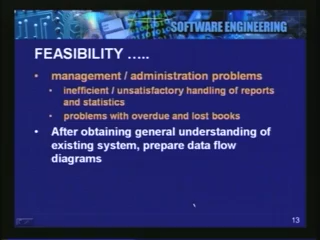 SOFTWARE ENGINEERING
FEASIBILITY …..
• management / administration problems
• inefficient / unsatisfactory handling of reports
and statistics
• problems with overdue and lost books
• After obtaining general understanding of
existing system, prepare data flow
diagrams
13